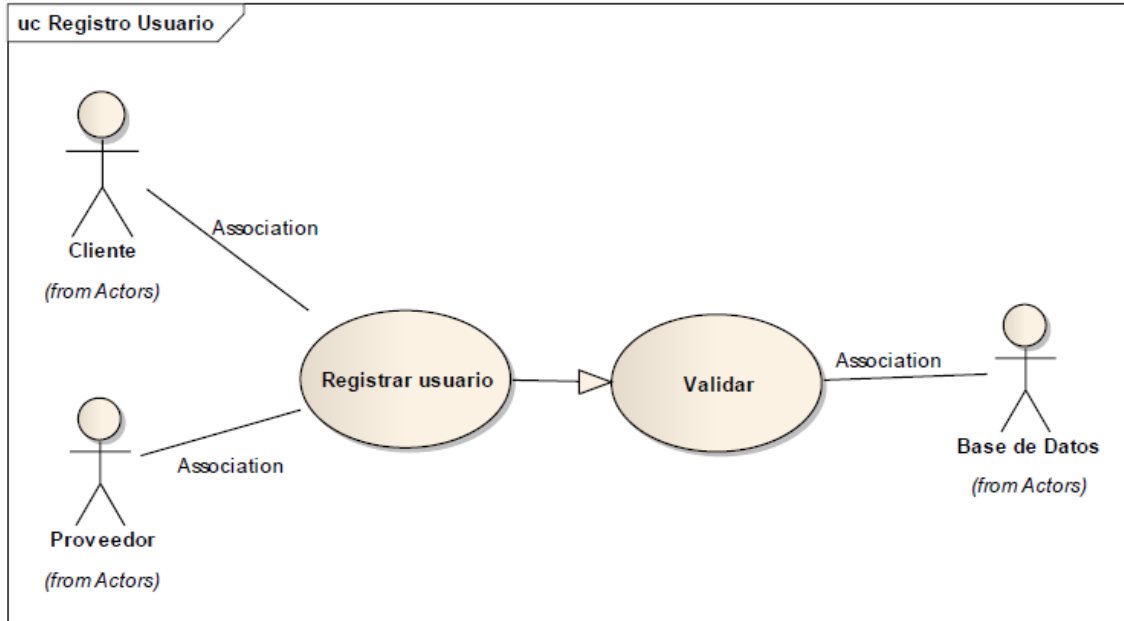 uc Registro Usuario
Cliente
(from Actors)
Association
Registrar usuario
Validar
Association
Base de Datos
(from Actors)
Association
Proveedor
(from Actors)